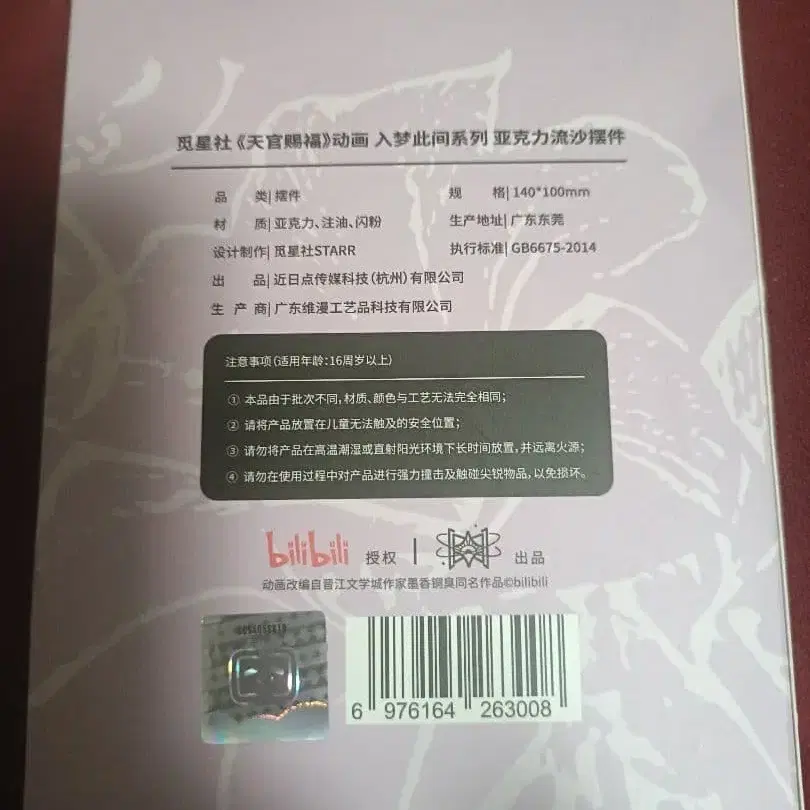 觅星社《天官赐福》动画 入梦此间系列 亚克力流沙摆件
品 类| 摆件
规 格| 140*100mm
材 质| 亚克力、注油、闪粉
生产地址| 广东东莞
设计制作| 觅星社STARR
执行标准| GB6675-2014
出 品| 近日点传媒科技(杭州)有限公司
生 产 商| 广东维漫工艺品科技有限公司
注意事项(适用年龄:16周岁以上)
① 本品由于批次不同,材质、颜色与工艺无法完全相同;
② 请将产品放置在儿童无法触及的安全位置;
③ 请勿将产品在高温潮湿或直射阳光环境下长时间放置,并远离火源;
④ 请勿在使用过程中对产品进行强力撞击及触碰尖锐物品,以免损坏。
bilibili 授权 | 出品
动画改编自晋江文学城作家墨香铜臭同名作品©bilibili
6 976164 263008